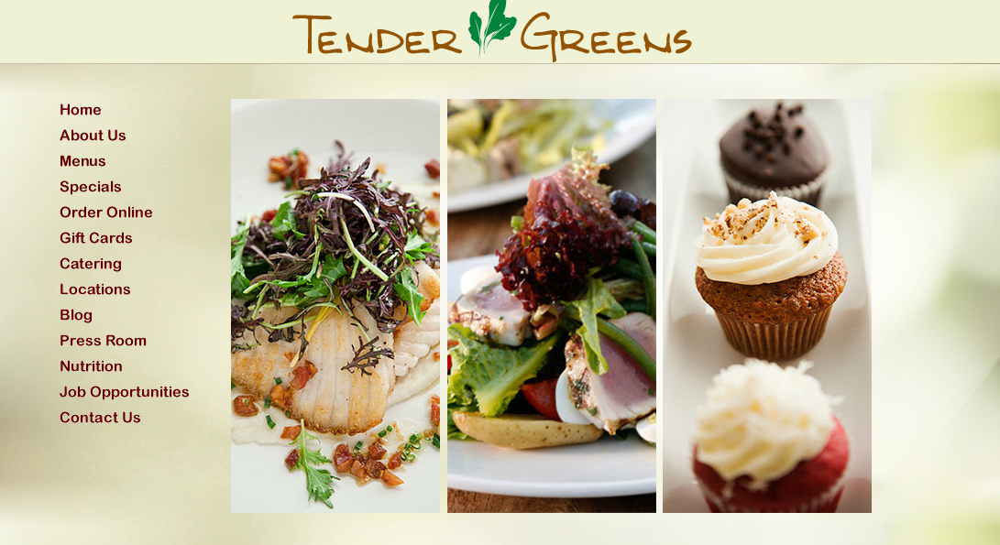 TENDER GREENS
Home
About Us
Menus
Specials
Order Online
Gift Cards
Catering
Locations
Blog
Press Room
Nutrition
Job Opportunities
Contact Us